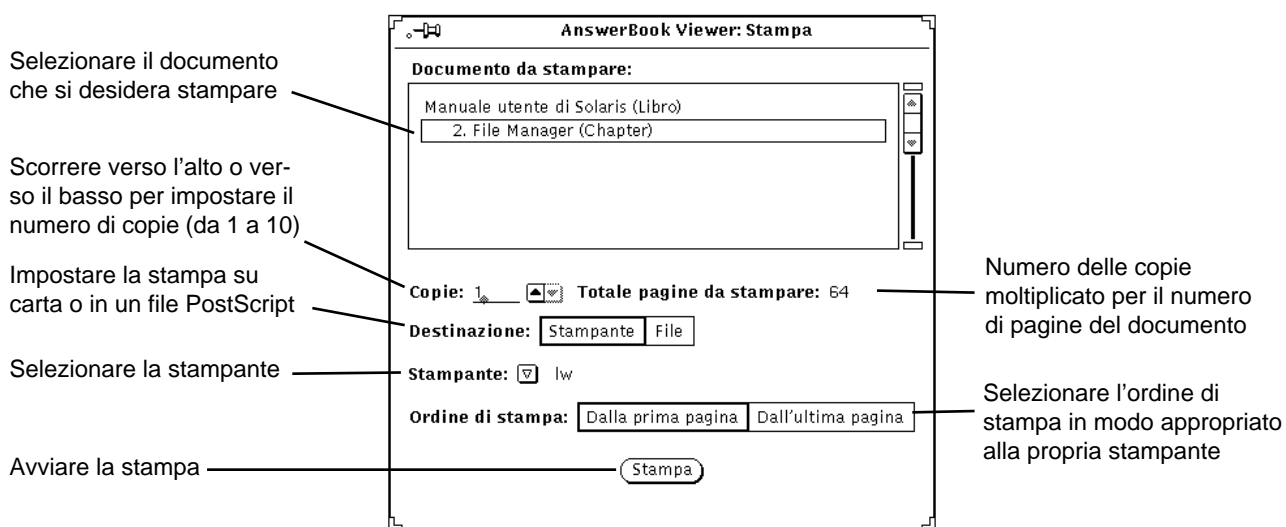 AnswerBook Viewer: Stampa
Selezionare il documento
che si desidera stampare
Documento da stampare:
Manuale utente di Solaris (Libro)
2. File Manager (Chapter)
Scorrere verso l'alto o ver-
so il basso per impostare il
numero di copie (da 1 a 10)
Impostare la stampa su
carta o in un file PostScript
Copie: 1 Totale pagine da stampare: 64
Numero delle copie
moltiplicato per il numero
di pagine del documento
Destinazione: Stampante File
Selezionare la stampante
Stampante: lw
Ordine di stampa: Dalla prima pagina Dall'ultima pagina
Selezionare l'ordine di
stampa in modo appropriato
alla propria stampante
Avviare la stampa
Stampa